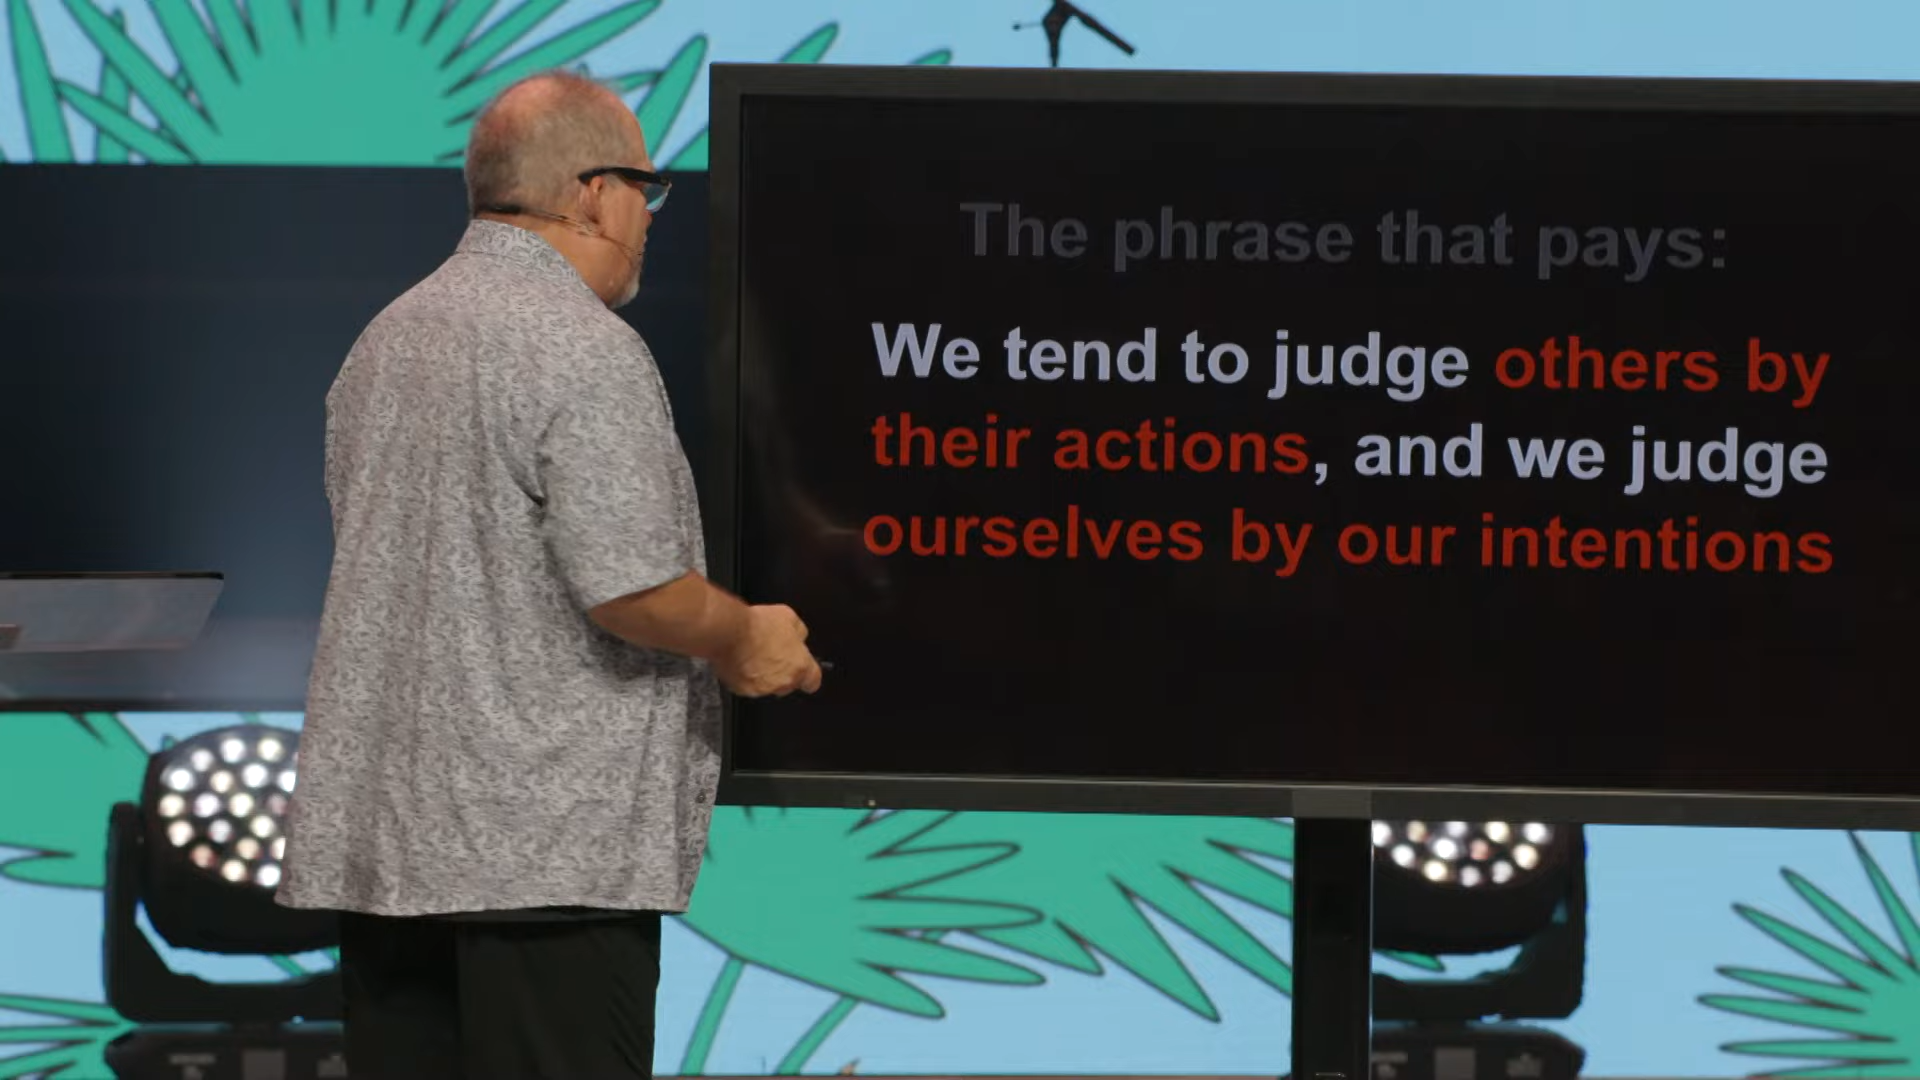 The phrase that pays:
We tend to judge others by
their actions, and we judge
ourselves by our intentions